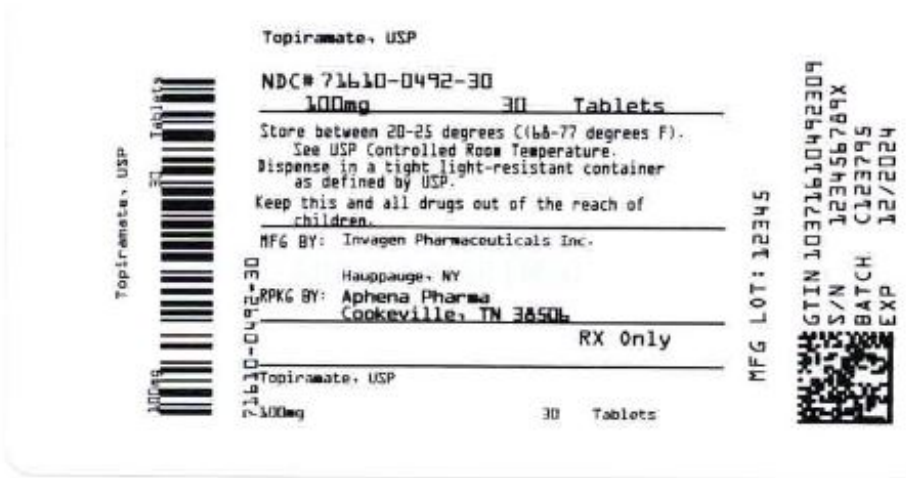 Topiramate, USP
NDC# 71610-0492-30
100mg 30 Tablets
Store between 20-25 degrees C(68-77 degrees F).
See USP Controlled Room Temperature.
Dispense in a tight light-resistant container
as defined by USP.
Keep this and all drugs out of the reach of
children.
MFG BY: Invagen Pharmaceuticals Inc.
Hauppauge, NY
RPKG BY: Aphena Pharma
Cookeville, TN 38506
RX Only
Topiramate, USP
100mg 30 Tablets
Topiramate, USP
100mg 30 Tablets
71610-0492-30
MFG LOT: 12345
GTIN 10371610492309
S/N 123456789X
BATCH C123795
EXP 12/2024